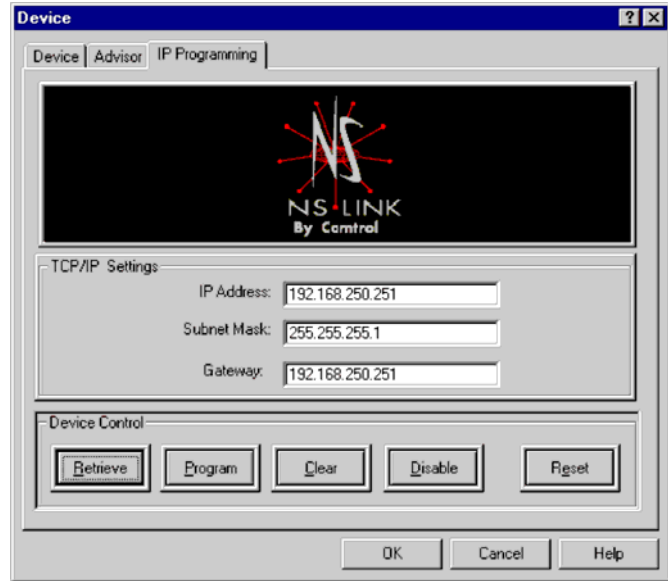 Device
? X
Device Advisor IP Programming
NS
NS LINK
By Comtrol
TCP/IP Settings
IP Address: 192.168.250.251
Subnet Mask: 255.255.255.1
Gateway: 192.168.250.251
Device Control
Retrieve Program Clear Disable Reset
OK Cancel Help